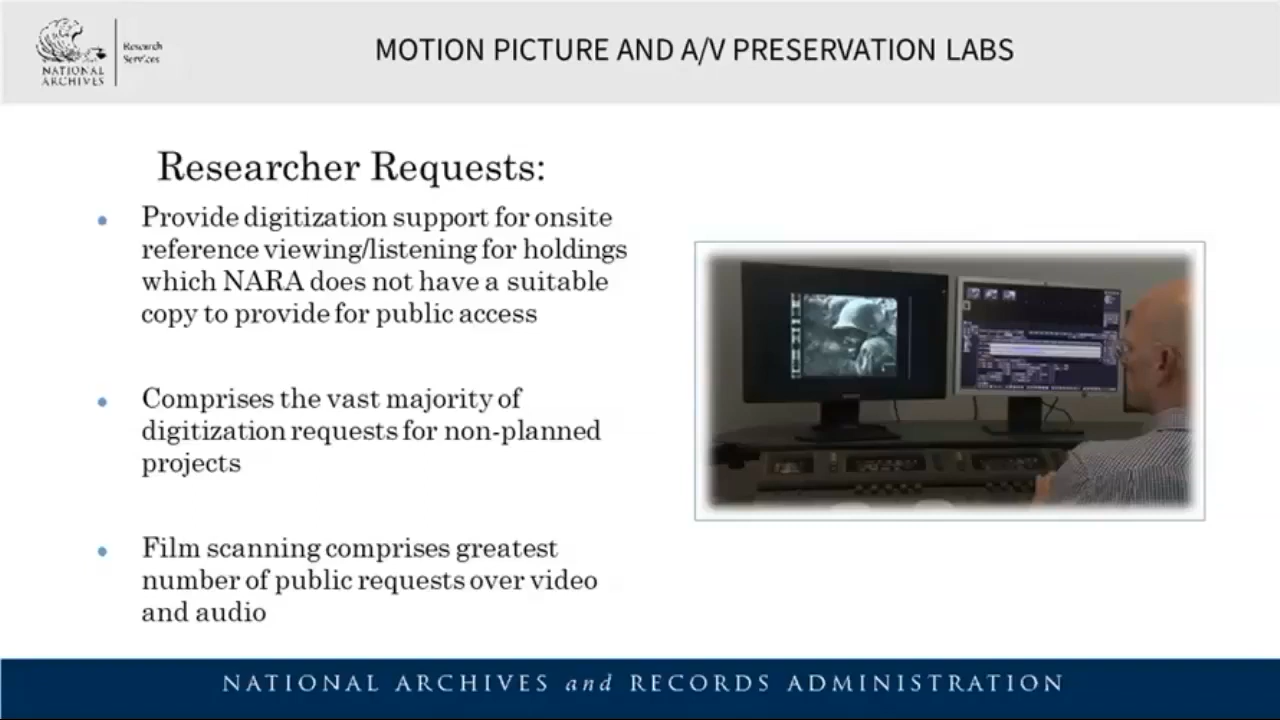 NATIONAL
ARCHIVES
Research
Services
MOTION PICTURE AND A/V PRESERVATION LABS
Researcher Requests:
Provide digitization support for onsite
reference viewing/listening for holdings
which NARA does not have a suitable
copy to provide for public access
Comprises the vast majority of
digitization requests for non-planned
projects
Film scanning comprises greatest
number of public requests over video
and audio
NATIONAL ARCHIVES and RECORDS ADMINISTRATION